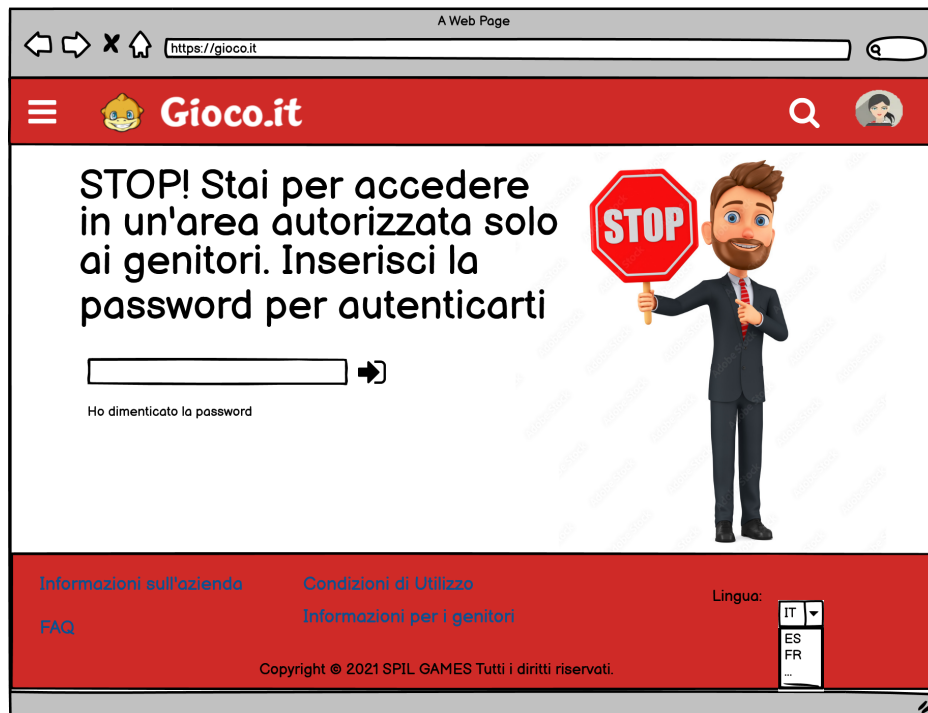 A Web Page
https://gioco.it
Gioco.it
STOP! Stai per accedere
in un'area autorizzata solo
ai genitori. Inserisci la
password per autenticarti
STOP
Ho dimenticato la password
Informazioni sull'azienda
Condizioni di Utilizzo
Lingua:
IT
FAQ
Informazioni per i genitori
ES
FR
...
Copyright © 2021 SPIL GAMES Tutti i diritti riservati.